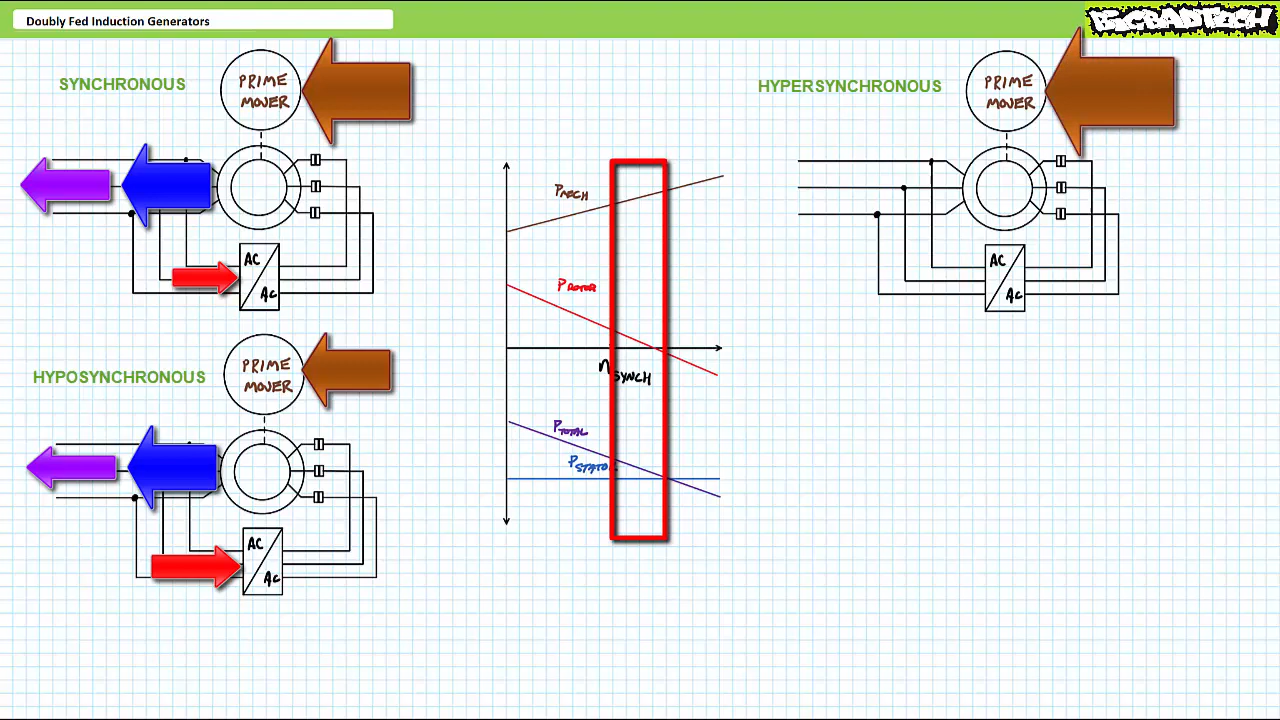 Doubly Fed Induction Generators
BIGBADTECH
SYNCHRONOUS
PRIME
MOVER
AC
AC
HYPOSYNCHRONOUS
PRIME
MOVER
AC
AC
PMECH
PROTOR
nSYNCH
PTOTAL
PSTATO
HYPERSYNCHRONOUS
PRIME
MOVER
AC
AC